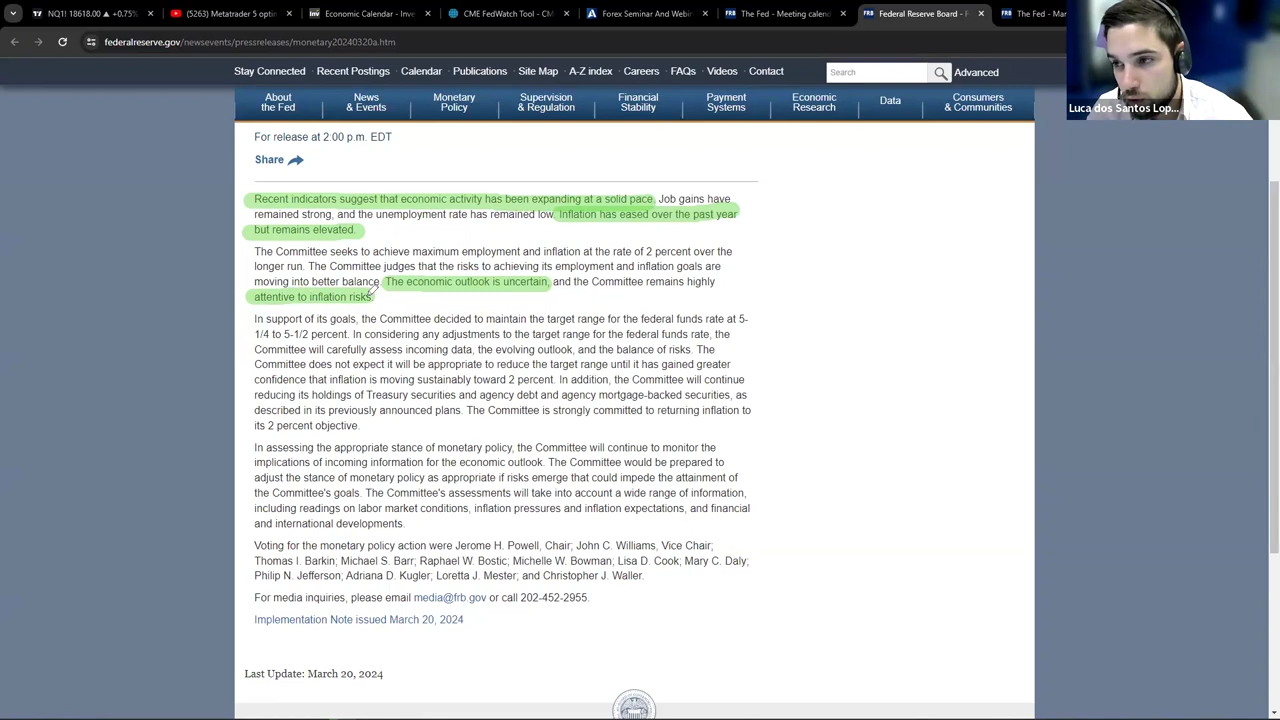 NQ1! 18618.00 ▲ +0.75%
(5263) Metatrader 5 opti
Economic Calendar - Inve
CME FedWatch Tool - CM
Forex Seminar And Webin
The Fed - Meeting calend
Federal Reserve Board - F
The Fed - Mar
federalreserve.gov/newsevents/pressreleases/monetary20240320a.htm
Luca dos Santos Lop...
Stay Connected
Recent Postings
Calendar
Publications
Site Map
A-Z index
Careers
FAQs
Videos
Contact
Search
Advanced
About the Fed
News & Events
Monetary Policy
Supervision & Regulation
Financial Stability
Payment Systems
Economic Research
Data
Consumers & Communities
For release at 2.00 p.m. EDT
Share
Recent indicators suggest that economic activity has been expanding at a solid pace. Job gains have
remained strong, and the unemployment rate has remained low. Inflation has eased over the past year
but remains elevated.
The Committee seeks to achieve maximum employment and inflation at the rate of 2 percent over the
longer run. The Committee judges that the risks to achieving its employment and inflation goals are
moving into better balance. The economic outlook is uncertain, and the Committee remains highly
attentive to inflation risks.
In support of its goals, the Committee decided to maintain the target range for the federal funds rate at 5-
1/4 to 5-1/2 percent. In considering any adjustments to the target range for the federal funds rate, the
Committee will carefully assess incoming data, the evolving outlook, and the balance of risks. The
Committee does not expect it will be appropriate to reduce the target range until it has gained greater
confidence that inflation is moving sustainably toward 2 percent. In addition, the Committee will continue
reducing its holdings of Treasury securities and agency debt and agency mortgage-backed securities, as
described in its previously announced plans. The Committee is strongly committed to returning inflation to
its 2 percent objective.
In assessing the appropriate stance of monetary policy, the Committee will continue to monitor the
implications of incoming information for the economic outlook. The Committee would be prepared to
adjust the stance of monetary policy as appropriate if risks emerge that could impede the attainment of
the Committee's goals. The Committee's assessments will take into account a wide range of information,
including readings on labor market conditions, inflation pressures and inflation expectations, and financial
and international developments.
Voting for the monetary policy action were Jerome H. Powell, Chair; John C. Williams, Vice Chair;
Thomas I. Barkin; Michael S. Barr; Raphael W. Bostic; Michelle W. Bowman; Lisa D. Cook; Mary C. Daly;
Philip N. Jefferson; Adriana D. Kugler; Loretta J. Mester; and Christopher J. Waller.
For media inquiries, please email media@frb.gov or call 202-452-2955.
Implementation Note issued March 20, 2024
Last Update: March 20, 2024